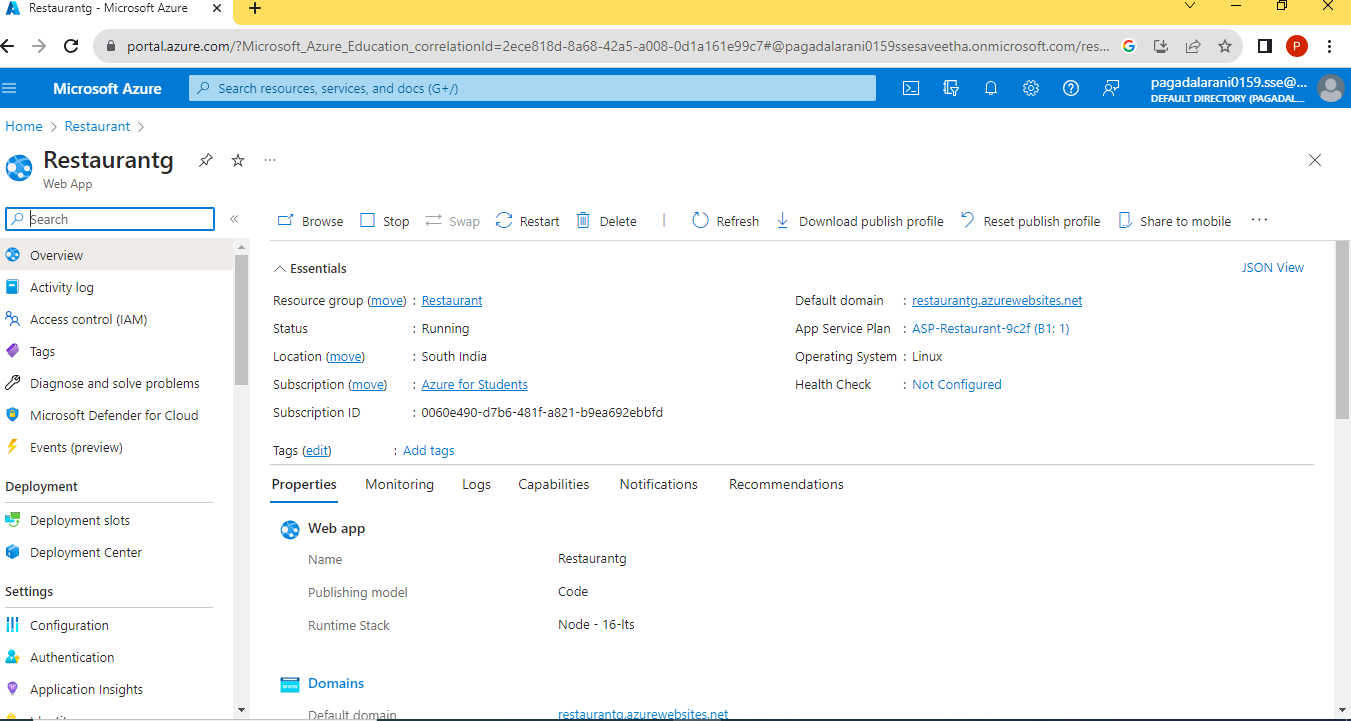 Restaurantg - Microsoft Azure
portal.azure.com/?Microsoft_Azure_Education_correlationId=2ece818d-8a68-42a5-a008-0d1a161e99c7#@pagadalarani0159ssesaveetha.onmicrosoft.com/res...
P
Microsoft Azure
Search resources, services, and docs (G+/)
pagadalarani0159.sse@...
DEFAULT DIRECTORY (PAGADAL...
Home > Restaurant >
Restaurantg
Web App
Search
Browse Stop Swap Restart Delete Refresh Download publish profile Reset publish profile Share to mobile ...
Overview
Activity log
Access control (IAM)
Tags
Diagnose and solve problems
Microsoft Defender for Cloud
Events (preview)
Deployment
Deployment slots
Deployment Center
Settings
Configuration
Authentication
Application Insights
Essentials
JSON View
Resource group (move) : Restaurant
Status : Running
Location (move) : South India
Subscription (move) : Azure for Students
Subscription ID : 0060e490-d7b6-481f-a821-b9ea692ebbfd
Default domain : restaurantg.azurewebsites.net
App Service Plan : ASP-Restaurant-9c2f (B1: 1)
Operating System : Linux
Health Check : Not Configured
Tags (edit) : Add tags
Properties Monitoring Logs Capabilities Notifications Recommendations
Web app
Name Restaurantg
Publishing model Code
Runtime Stack Node - 16-lts
Domains
Default domain restaurantg.azurewebsites.net